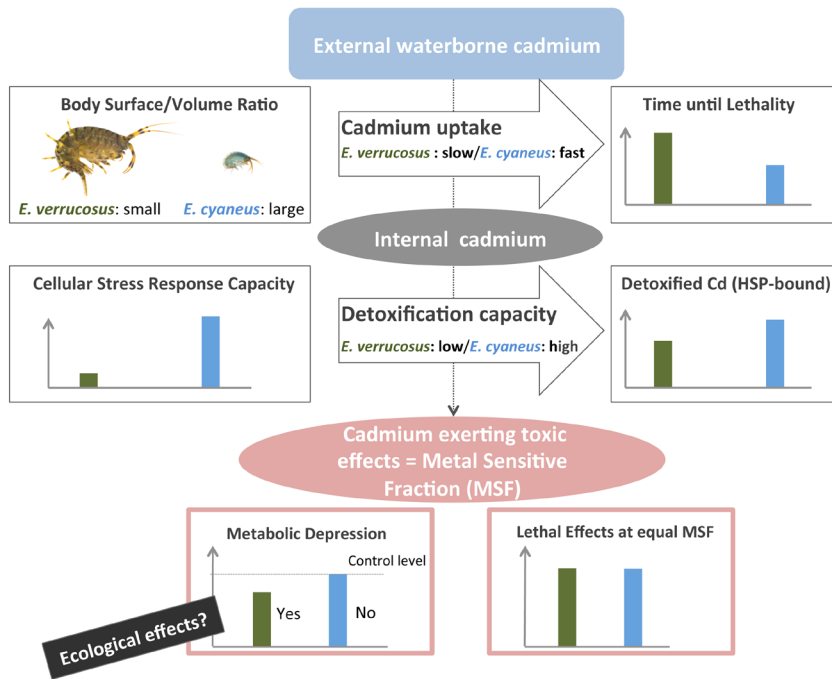 External waterborne cadmium
Body Surface/Volume Ratio
E. verrucosus: small
E. cyaneus: large
Cadmium uptake
E. verrucosus : slow/E. cyaneus: fast
Time until Lethality
Internal cadmium
Cellular Stress Response Capacity
Detoxification capacity
E. verrucosus: low/E. cyaneus: high
Detoxified Cd (HSP-bound)
Cadmium exerting toxic
effects = Metal Sensitive
Fraction (MSF)
Metabolic Depression
Control level
Yes
No
Lethal Effects at equal MSF
Ecological effects?